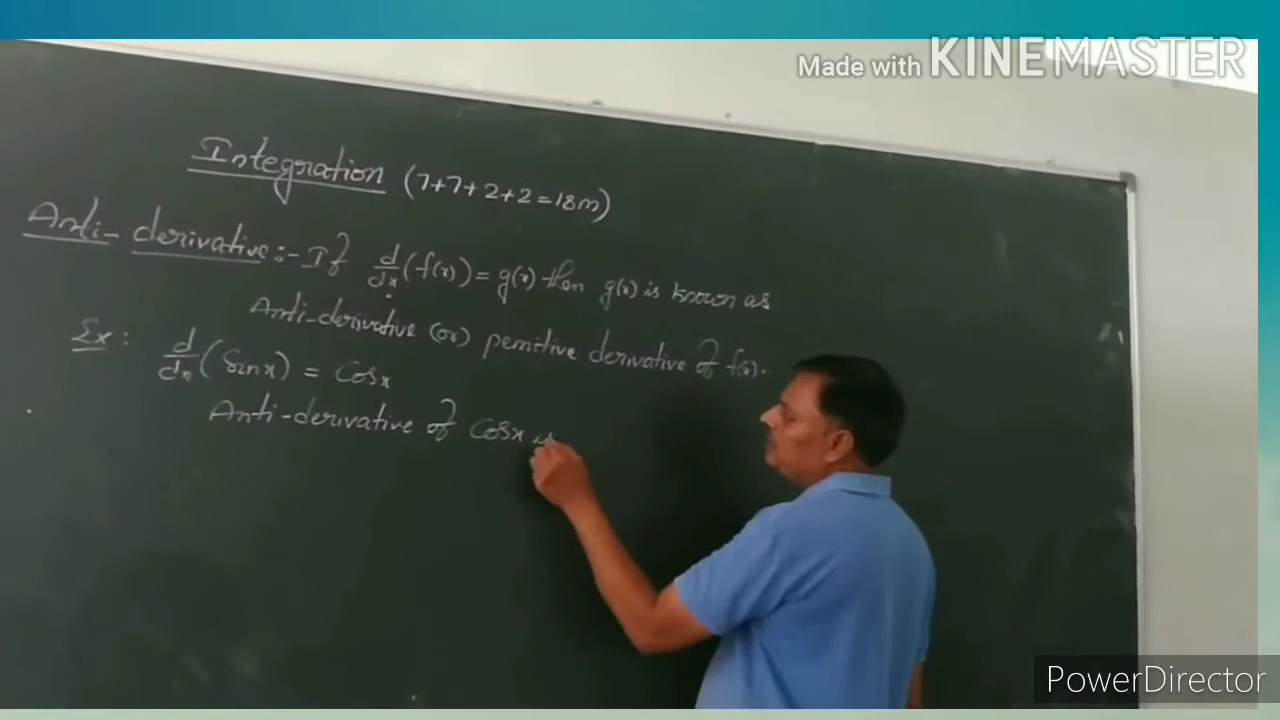 Made with KINEMASTER
Integration (7+7+2+2=18m)
Anti-derivative:- If d/dx (f(x)) = g(x) then g(x) is known as
Anti-derivative (or) pemitive derivative of f(x).
Ex: d/dx (Sinx) = Cosx
Anti-derivative of Cosx is
PowerDirector